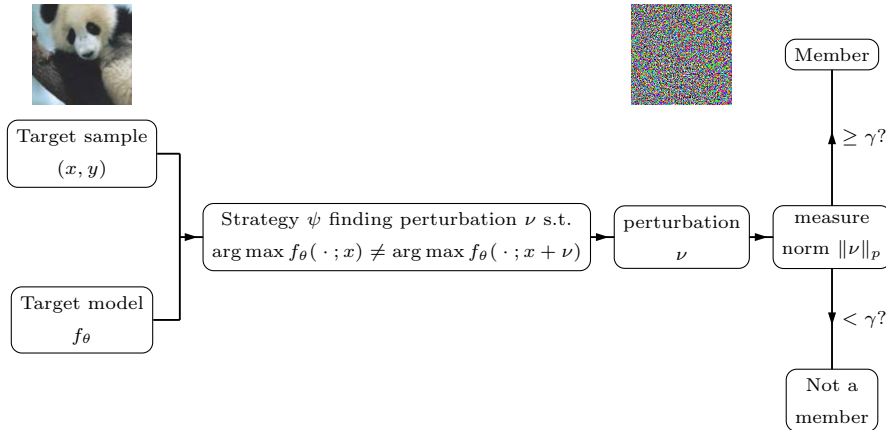 Target sample
(x, y)
Target model
f_θ
Strategy ψ finding perturbation ν s.t.
arg max f_θ( · ; x) ≠ arg max f_θ( · ; x + ν)
perturbation
ν
measure
norm ‖ν‖_p
≥ γ?
Member
< γ?
Not a
member